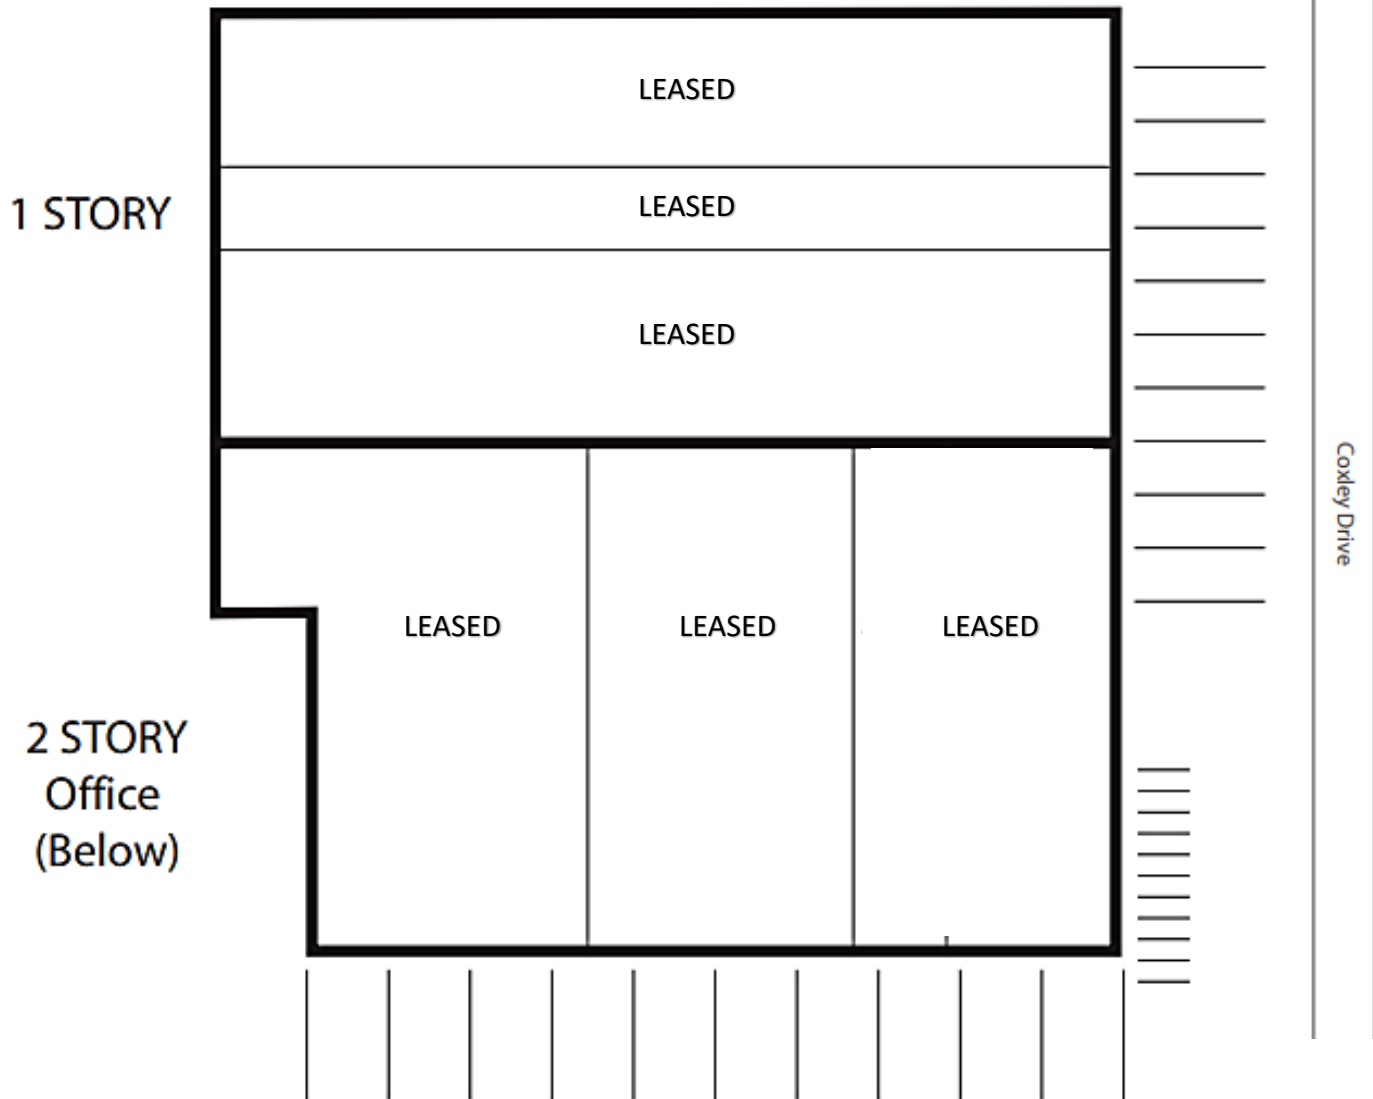 LEASED
1 STORY
LEASED
LEASED
Coxley Drive
LEASED
LEASED
LEASED
2 STORY
Office
(Below)